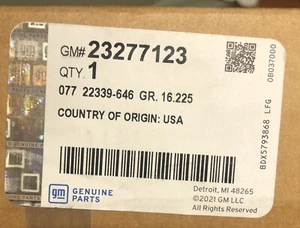 GM# 23277123
QTY. 1
077 22339-646 GR. 16.225
COUNTRY OF ORIGIN: USA
gm GENUINE
PARTS
Detroit, MI 48265
©2021 GM LLC
All Rights Reserved
0B037000
BDX5793868 LFG